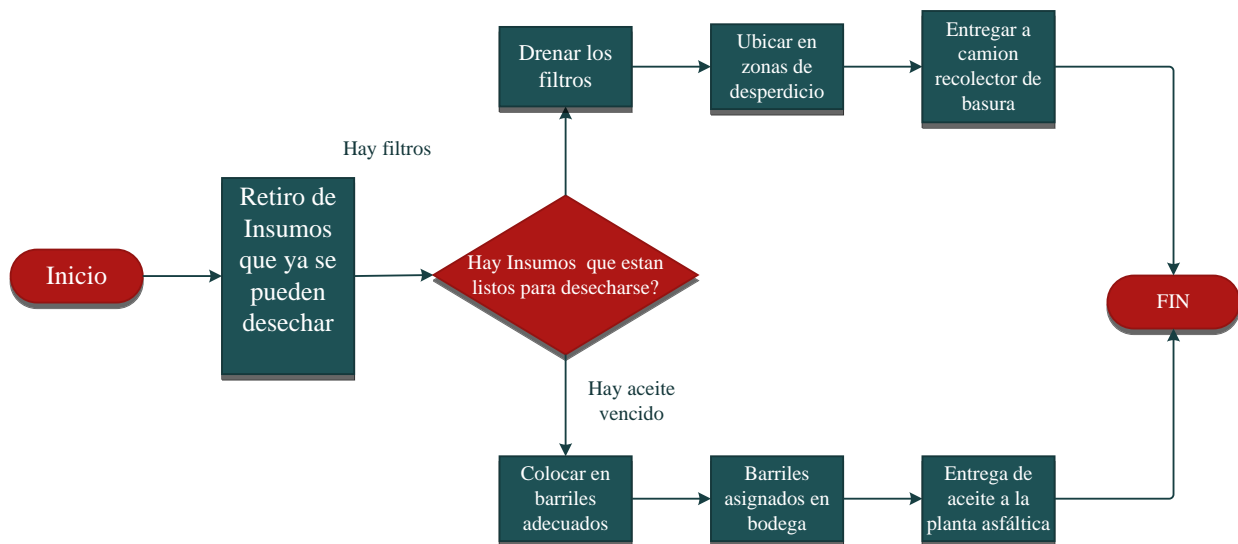 Inicio
Retiro de
Insumos
que ya se
pueden
desechar
Hay Insumos que estan
listos para desecharse?
Hay filtros
Drenar los
filtros
Ubicar en
zonas de
desperdicio
Entregar a
camion
recolector de
basura
Hay aceite
vencido
Colocar en
barriles
adecuados
Barriles
asignados en
bodega
Entrega de
aceite a la
planta asfáltica
FIN